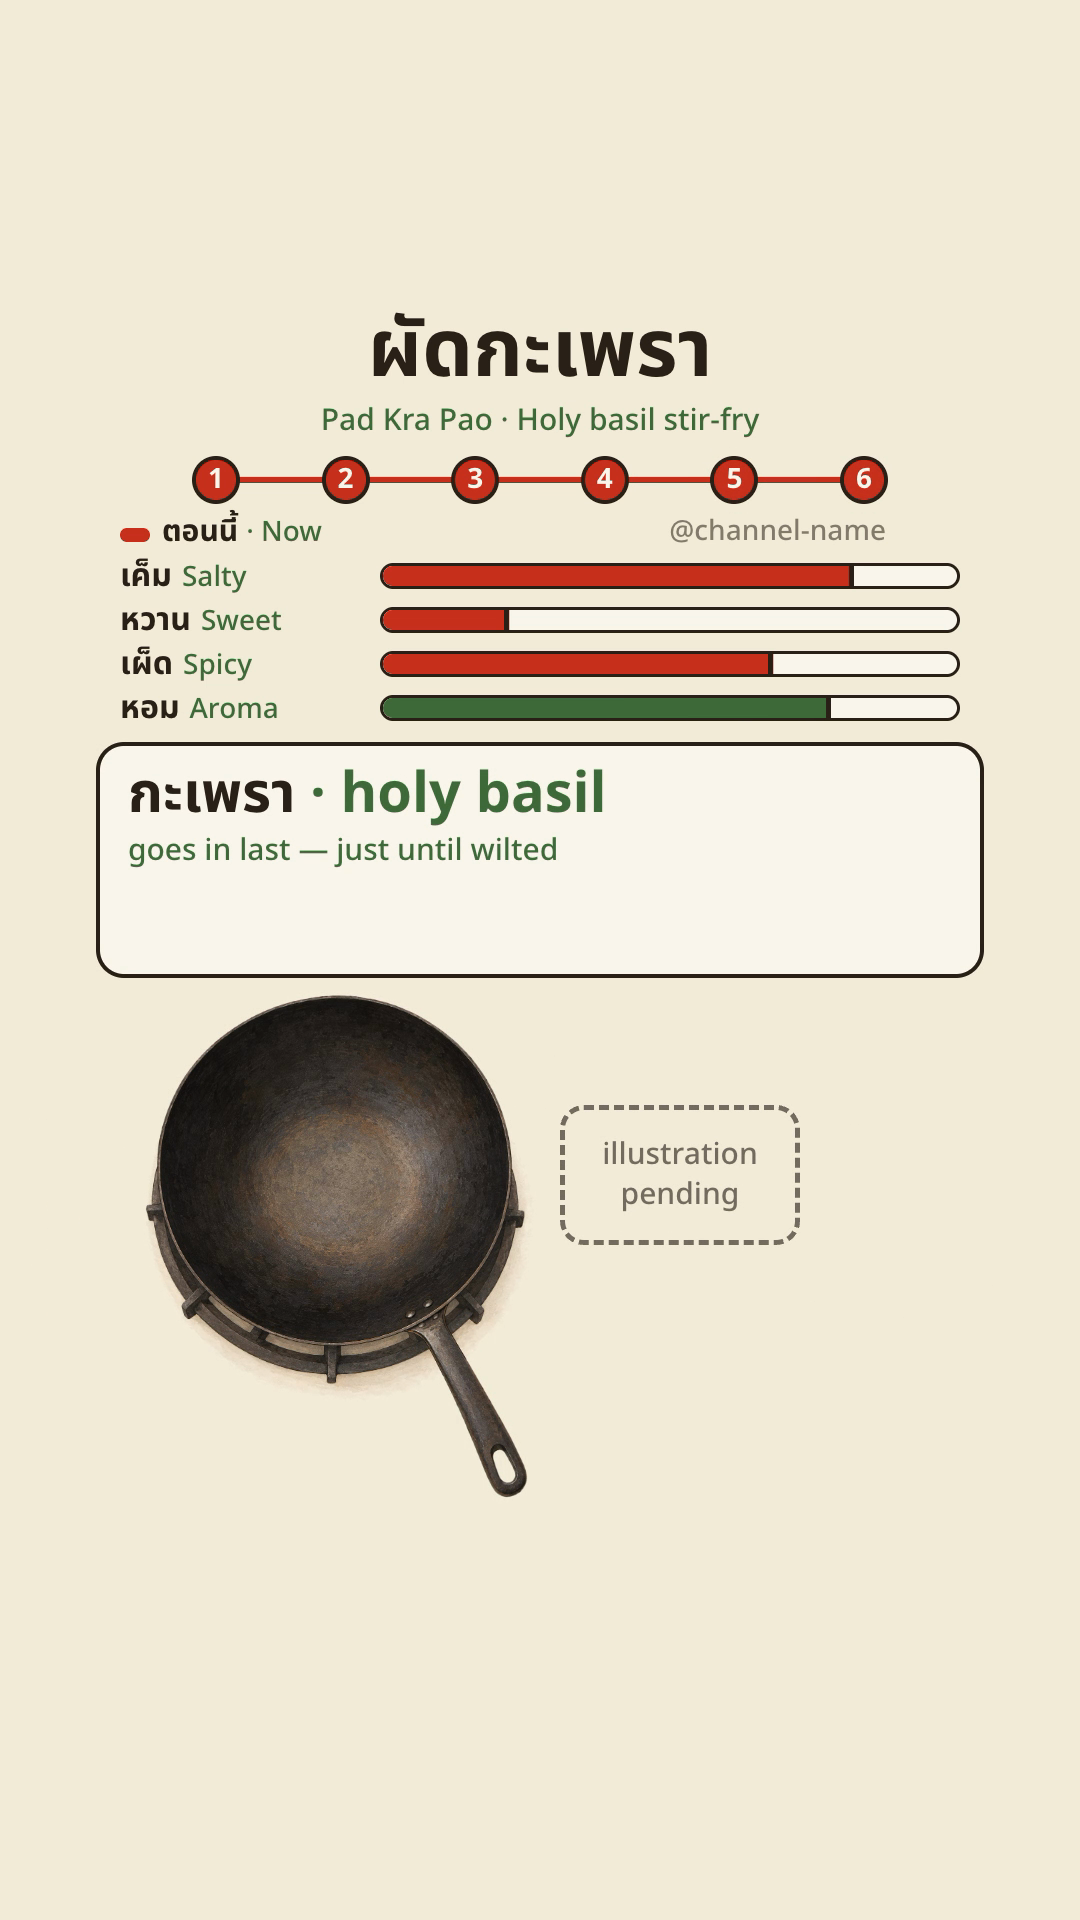 ผัดกะเพรา
Pad Kra Pao · Holy basil stir-fry
1 2 3 4 5 6
ตอนนี้ · Now @channel-name
เค็ม Salty
หวาน Sweet
เผ็ด Spicy
หอม Aroma
กะเพรา · holy basil
goes in last — just until wilted
illustration
pending